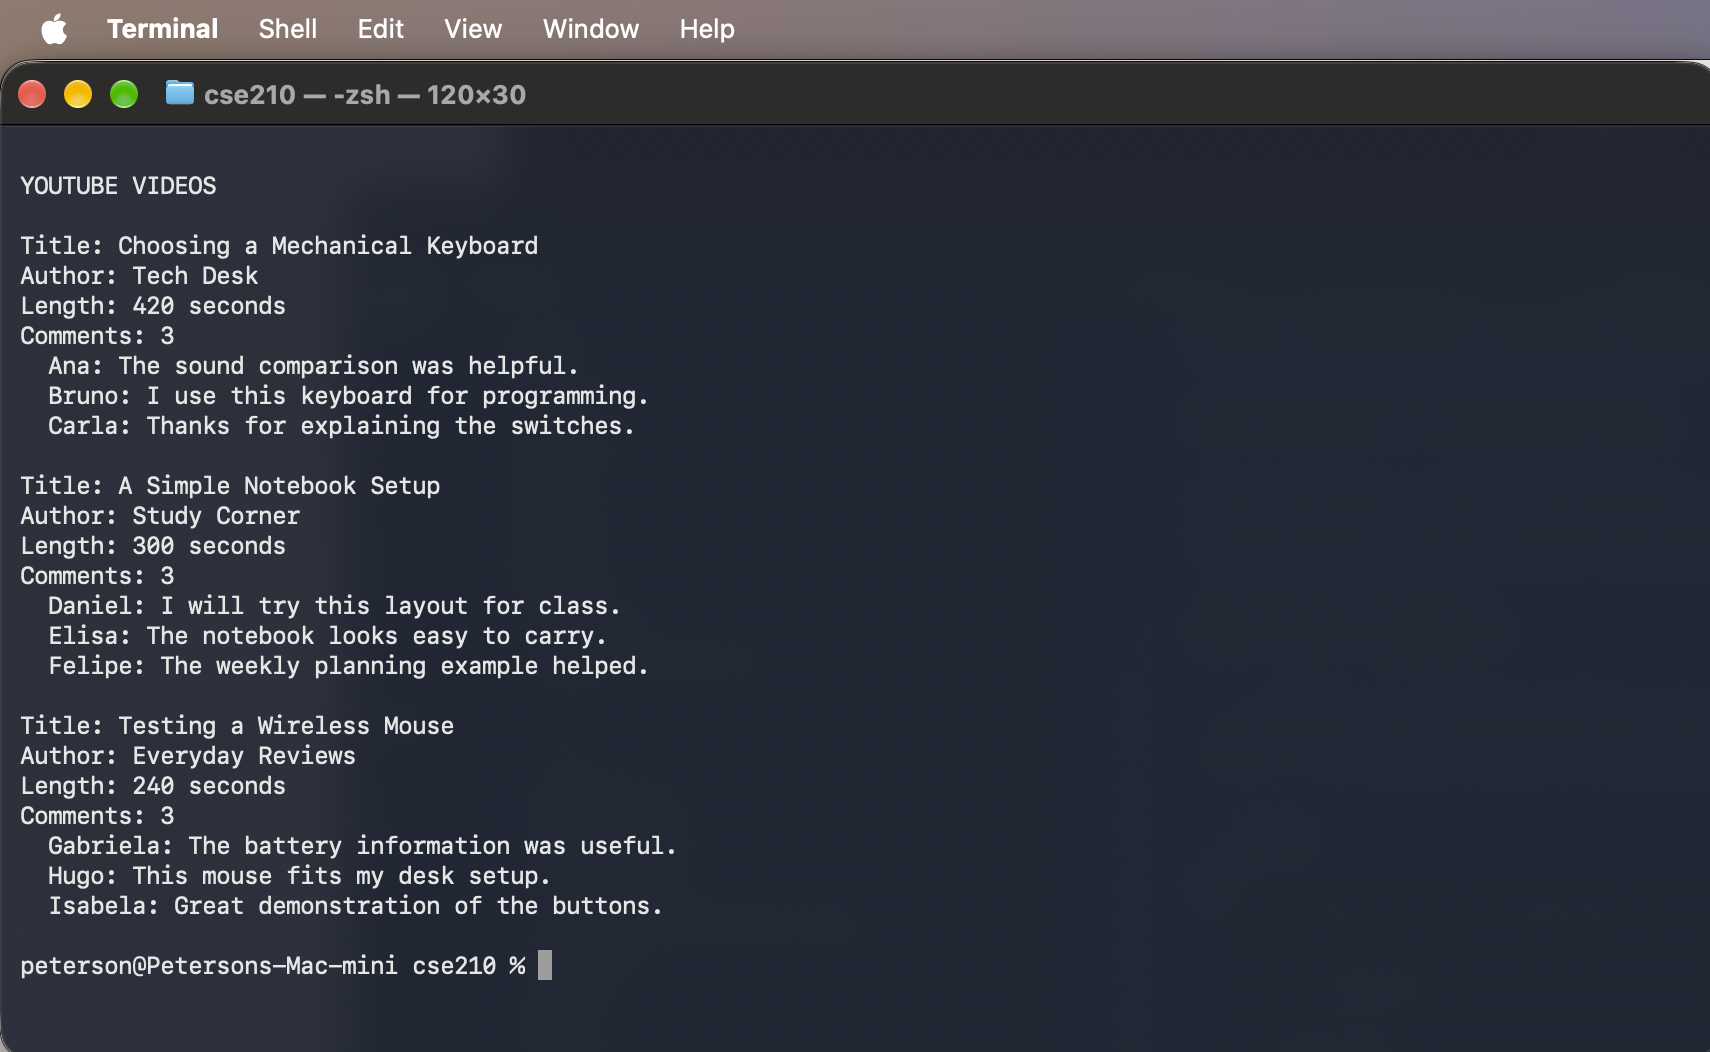 Terminal Shell Edit View Window Help
cse210 — -zsh — 120×30
YOUTUBE VIDEOS
Title: Choosing a Mechanical Keyboard
Author: Tech Desk
Length: 420 seconds
Comments: 3
Ana: The sound comparison was helpful.
Bruno: I use this keyboard for programming.
Carla: Thanks for explaining the switches.
Title: A Simple Notebook Setup
Author: Study Corner
Length: 300 seconds
Comments: 3
Daniel: I will try this layout for class.
Elisa: The notebook looks easy to carry.
Felipe: The weekly planning example helped.
Title: Testing a Wireless Mouse
Author: Everyday Reviews
Length: 240 seconds
Comments: 3
Gabriela: The battery information was useful.
Hugo: This mouse fits my desk setup.
Isabela: Great demonstration of the buttons.
peterson@Petersons-Mac-mini cse210 %